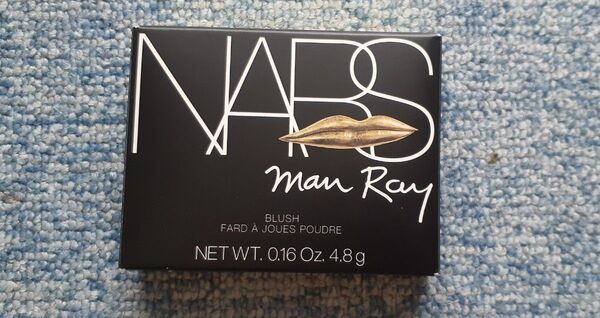 NARS
Man Ray
BLUSH
FARD À JOUES POUDRE
NET WT. 0.16 Oz. 4.8 g